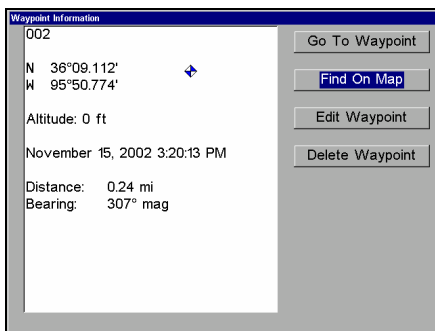 Waypoint Information
002
N 36°09.112'
W 95°50.774'
Altitude: 0 ft
November 15, 2002 3:20:13 PM
Distance: 0.24 mi
Bearing: 307° mag
Go To Waypoint
Find On Map
Edit Waypoint
Delete Waypoint